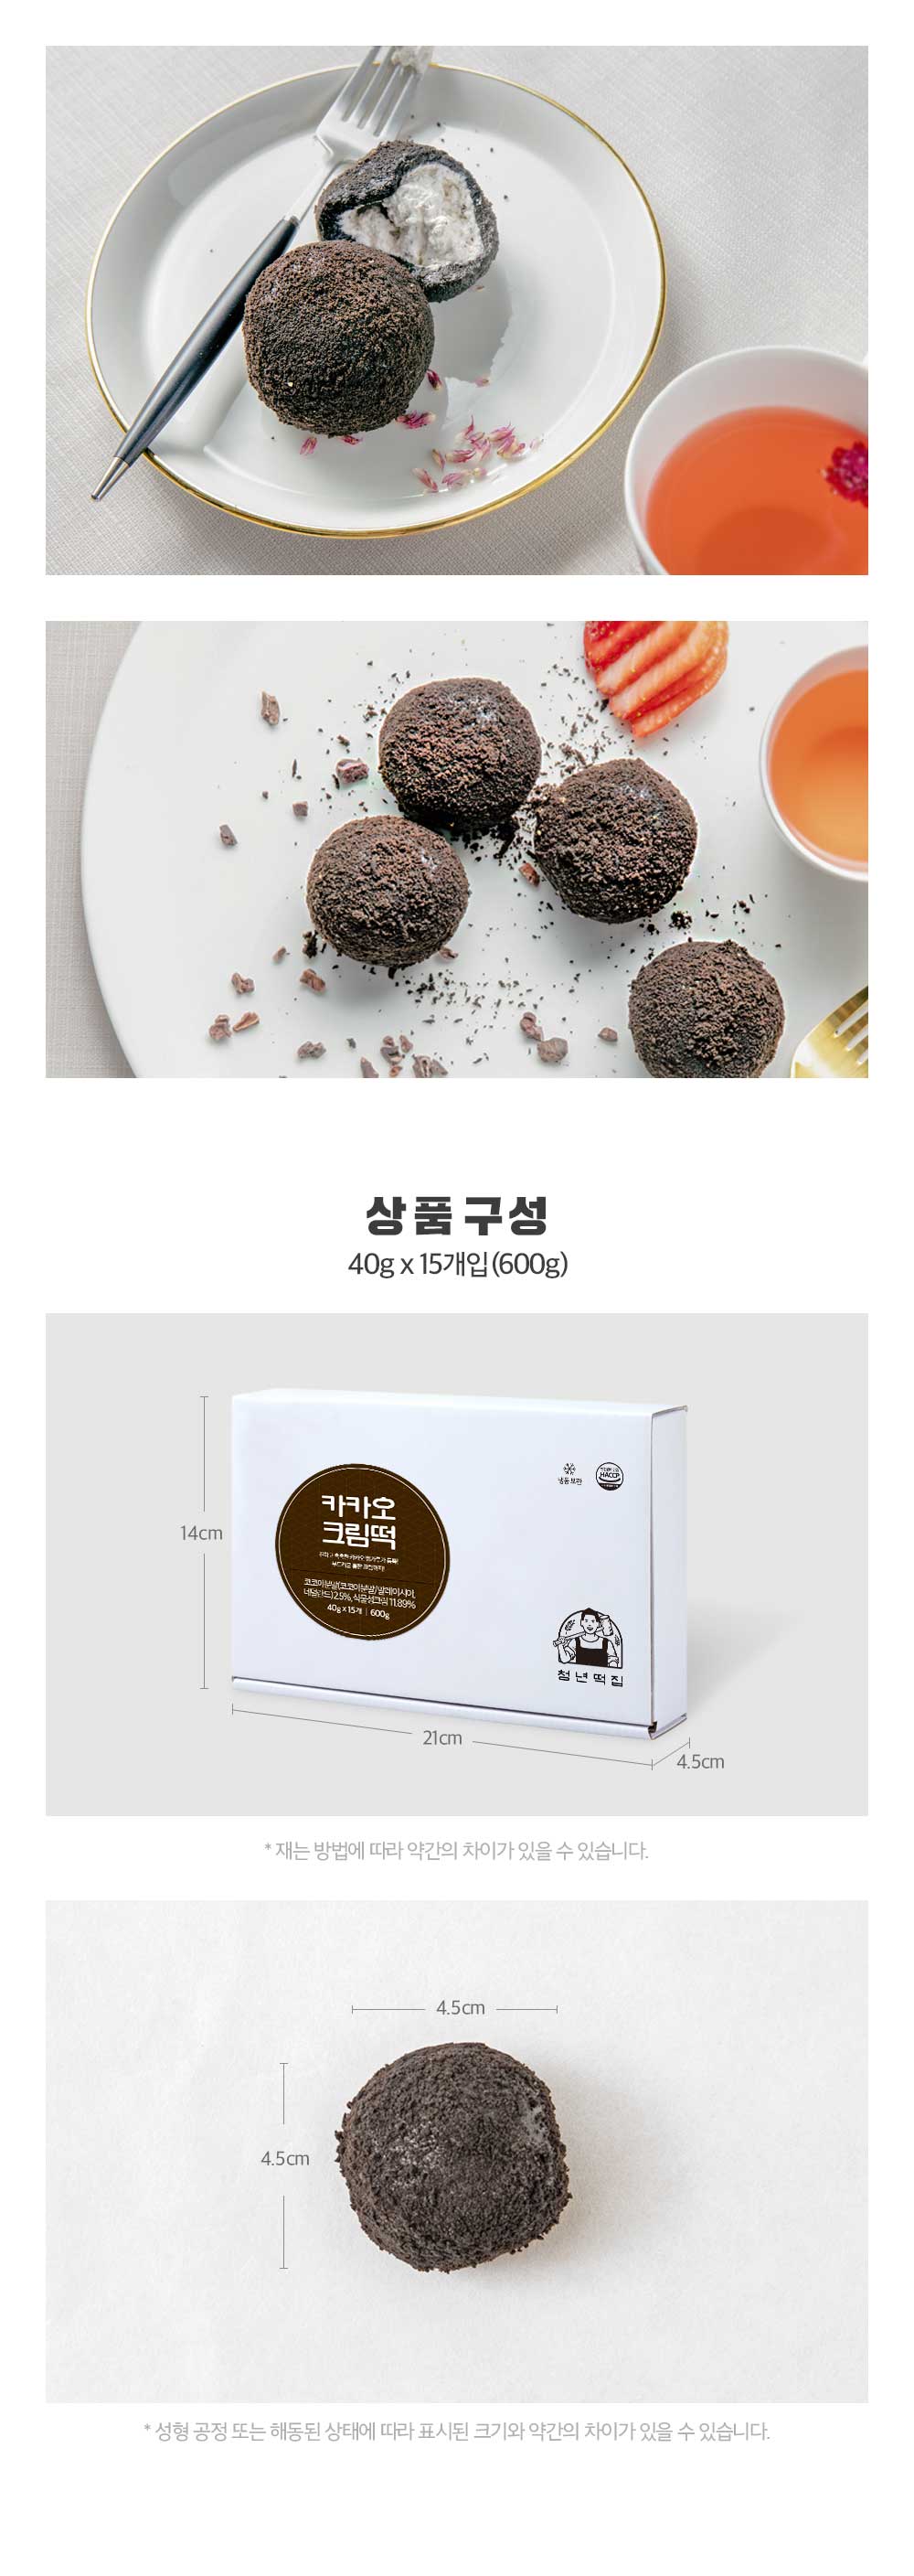 상품구성
40g x 15개입(600g)
냉동보관
HACCP
카카오
크림떡
코코아분말(코코아분말/말레이시아,
네덜란드)2.5%, 식물성크림 11.89%
40g x 15개 | 600g
청년떡집
14cm
21cm
4.5cm
* 재는 방법에 따라 약간의 차이가 있을 수 있습니다.
4.5cm
4.5cm
* 성형 공정 또는 해동된 상태에 따라 표시된 크기와 약간의 차이가 있을 수 있습니다.